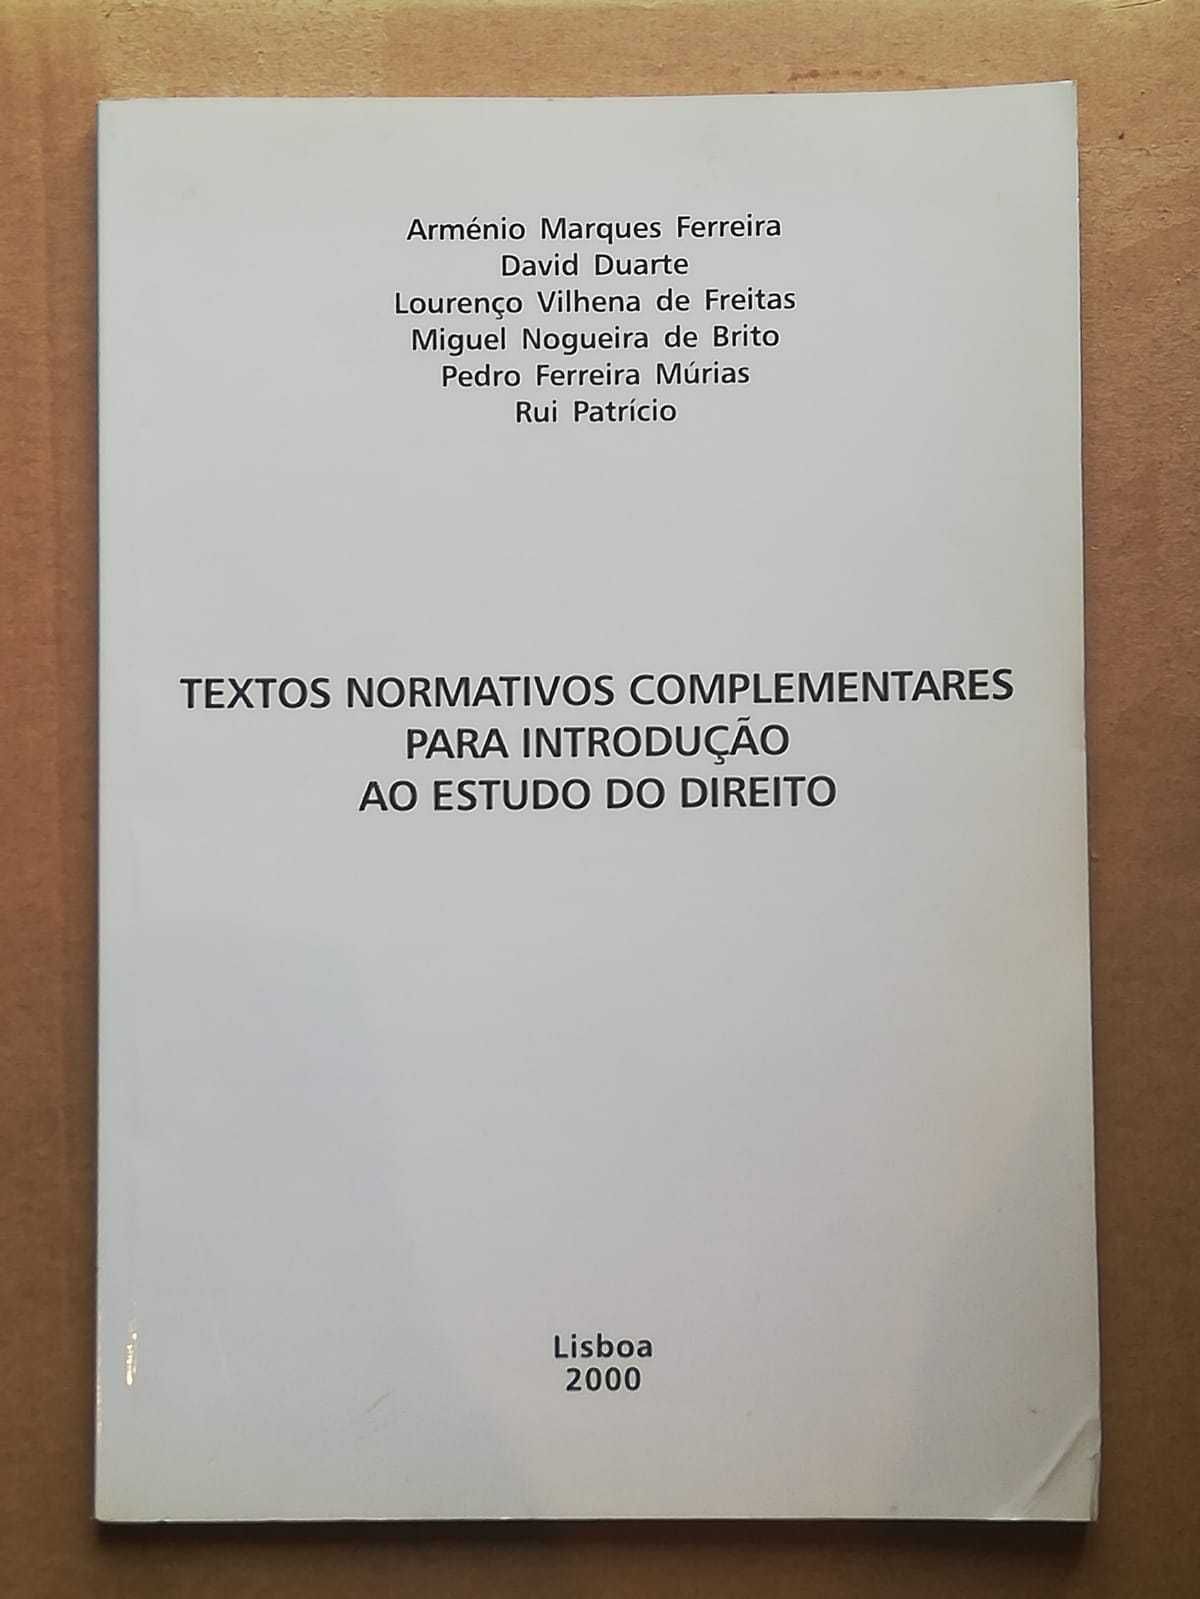 Arménio Marques Ferreira
David Duarte
Lourenço Vilhena de Freitas
Miguel Nogueira de Brito
Pedro Ferreira Múrias
Rui Patrício
TEXTOS NORMATIVOS COMPLEMENTARES
PARA INTRODUÇÃO
AO ESTUDO DO DIREITO
Lisboa
2000